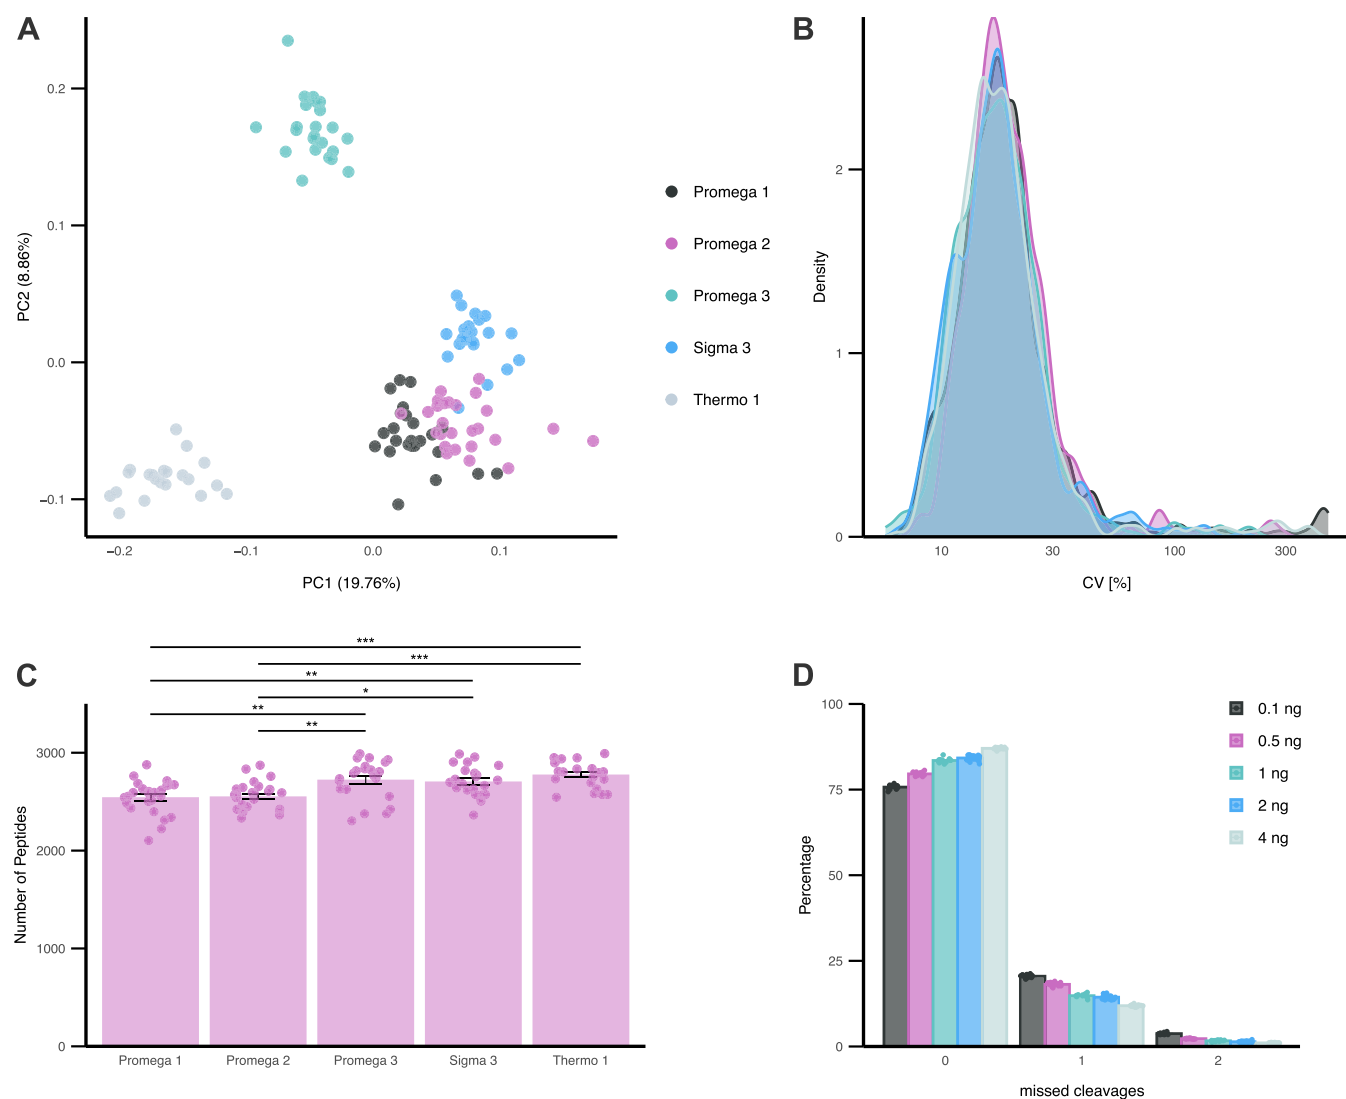 A
0.2
0.1
0.0
−0.1
PC2 (8.86%)
−0.2
−0.1
0.0
0.1
PC1 (19.76%)
Promega 1
Promega 2
Promega 3
Sigma 3
Thermo 1
B
2
1
0
Density
10
30
100
300
CV [%]
C
***
***
**
*
**
**
3000
2000
1000
0
Number of Peptides
Promega 1
Promega 2
Promega 3
Sigma 3
Thermo 1
D
100
75
50
25
0
Percentage
0.1 ng
0.5 ng
1 ng
2 ng
4 ng
0
1
2
missed cleavages